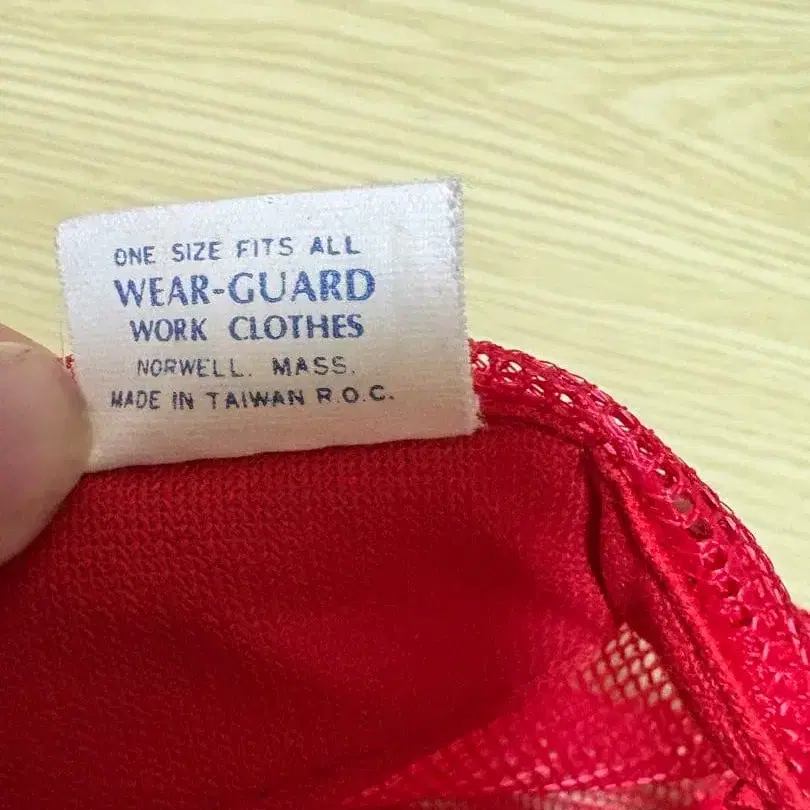 ONE SIZE FITS ALL
WEAR-GUARD
WORK CLOTHES
NORWELL. MASS.
MADE IN TAIWAN R.O.C.